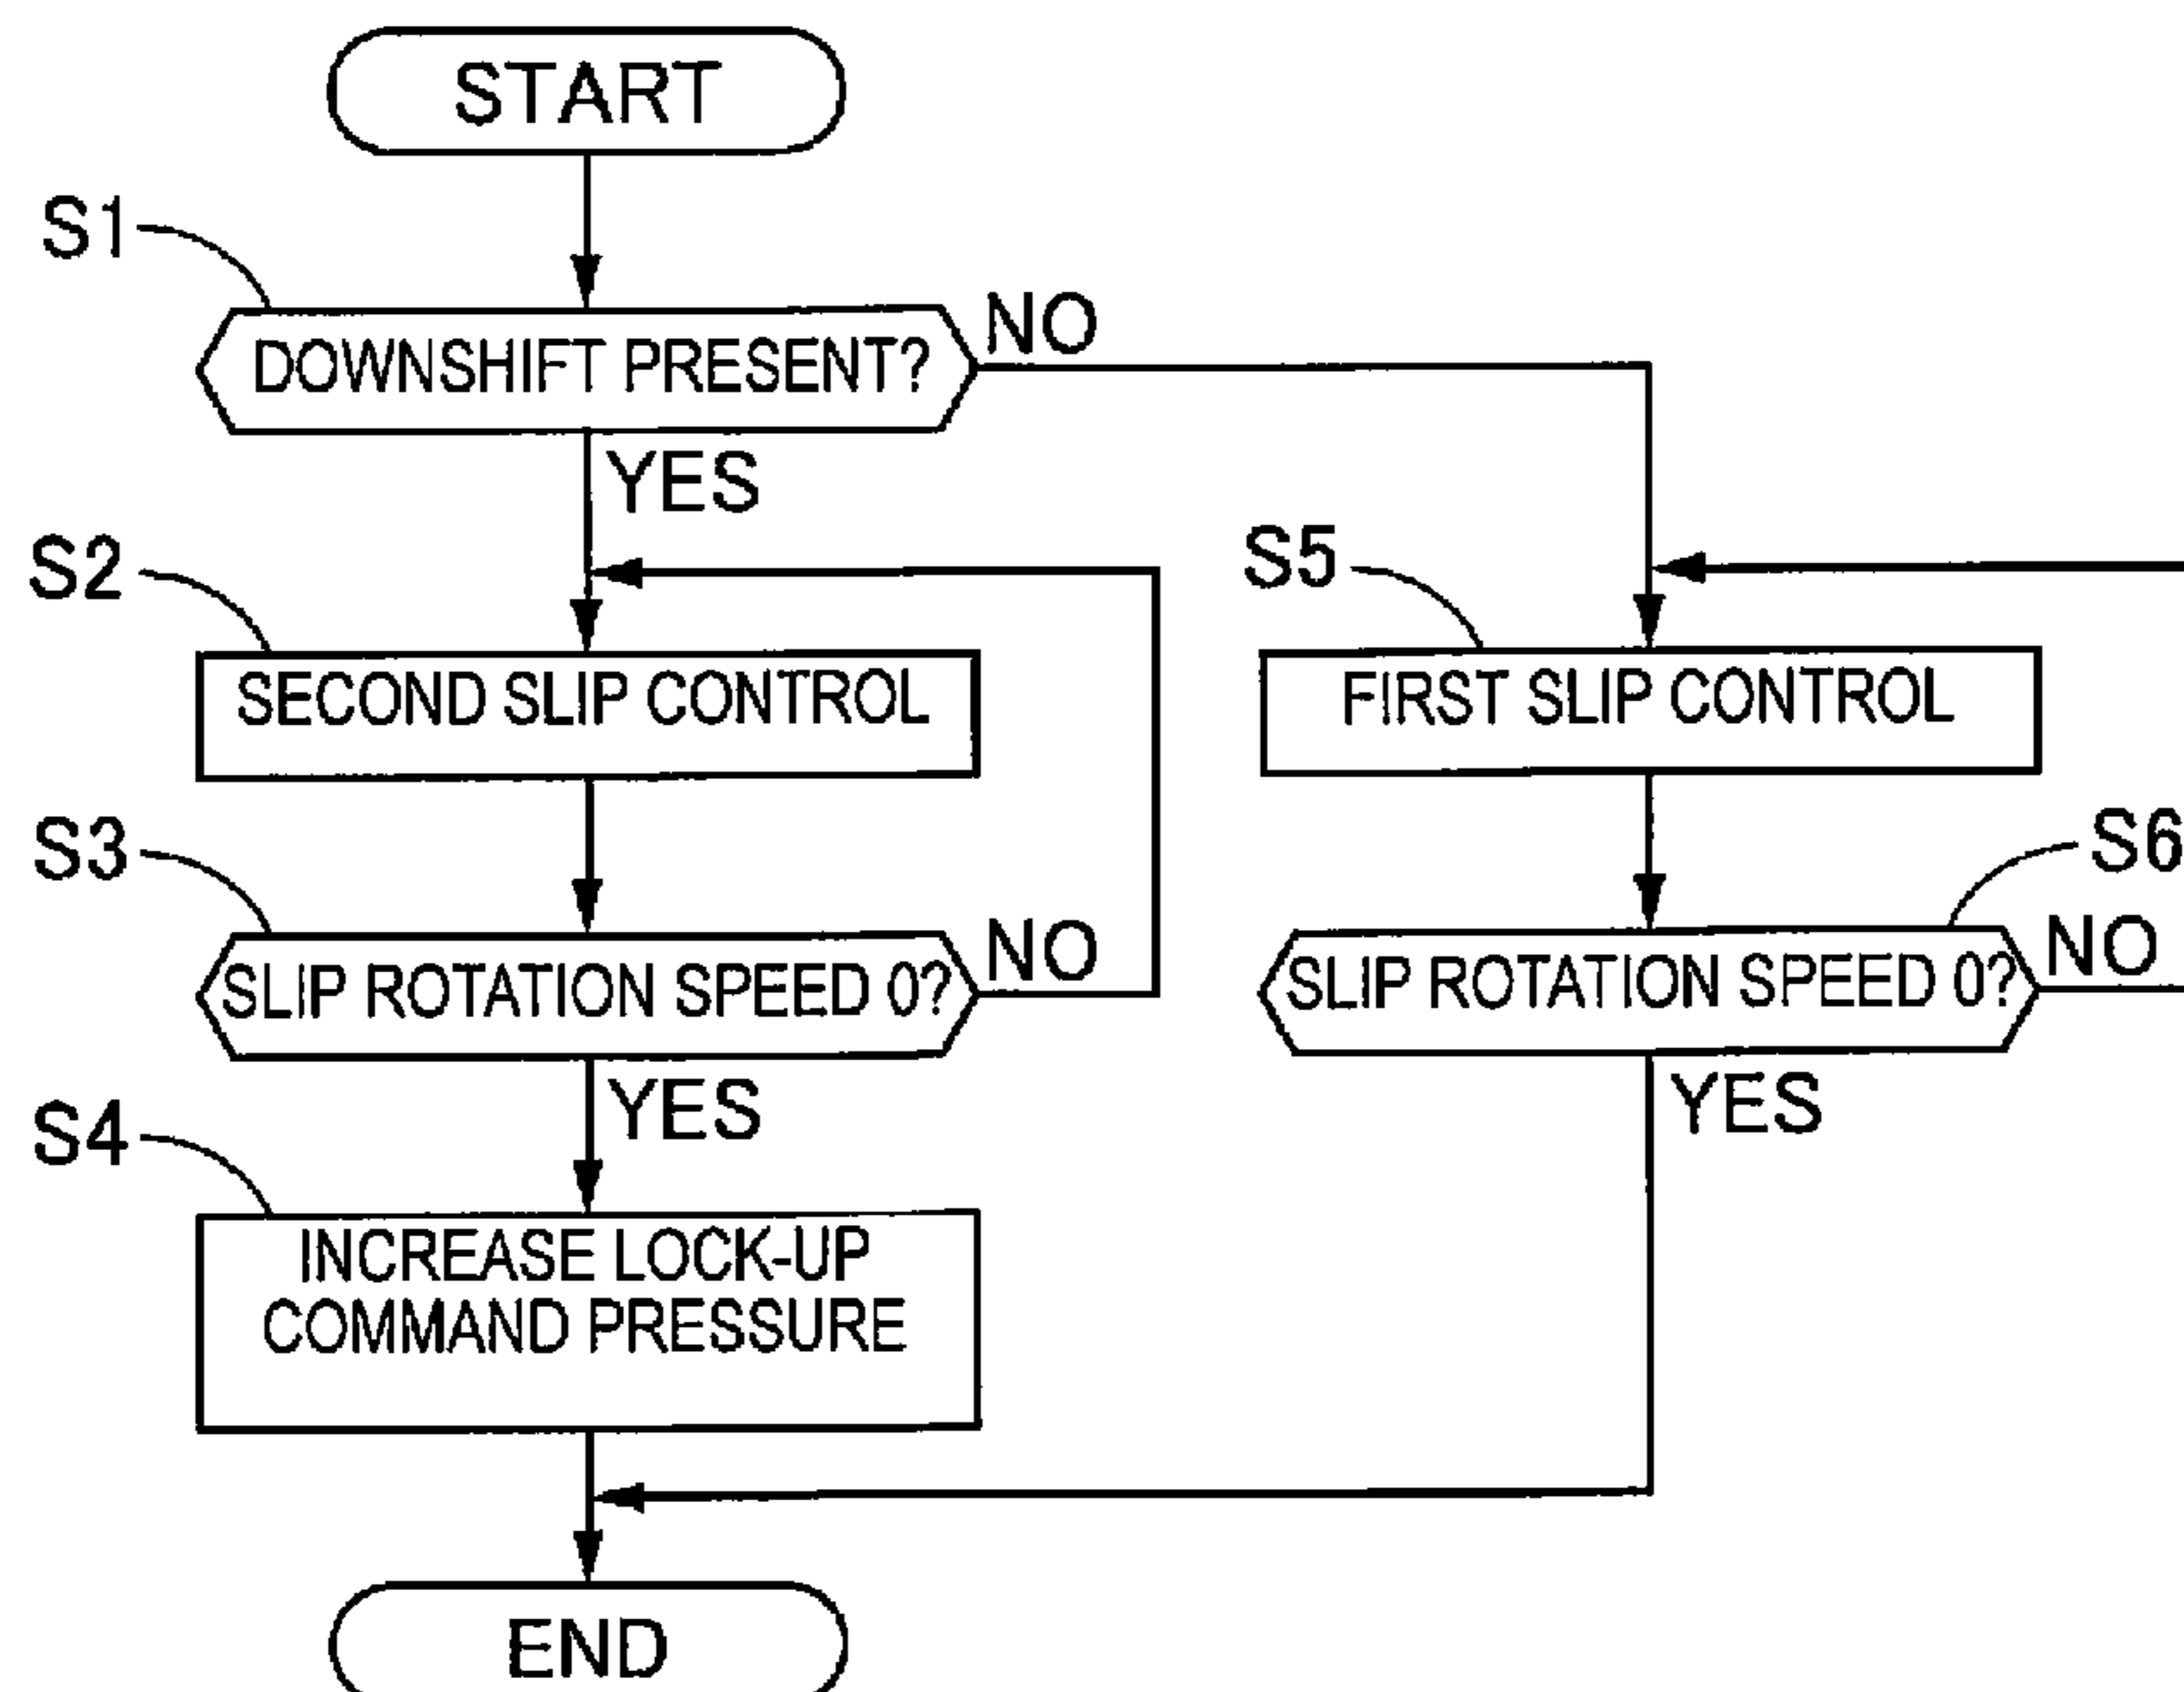 START
S1
DOWNSHIFT PRESENT?
NO
YES
S2
SECOND SLIP CONTROL
S3
SLIP ROTATION SPEED 0?
NO
YES
S4
INCREASE LOCK-UP
COMMAND PRESSURE
S5
FIRST SLIP CONTROL
S6
SLIP ROTATION SPEED 0?
NO
YES
END